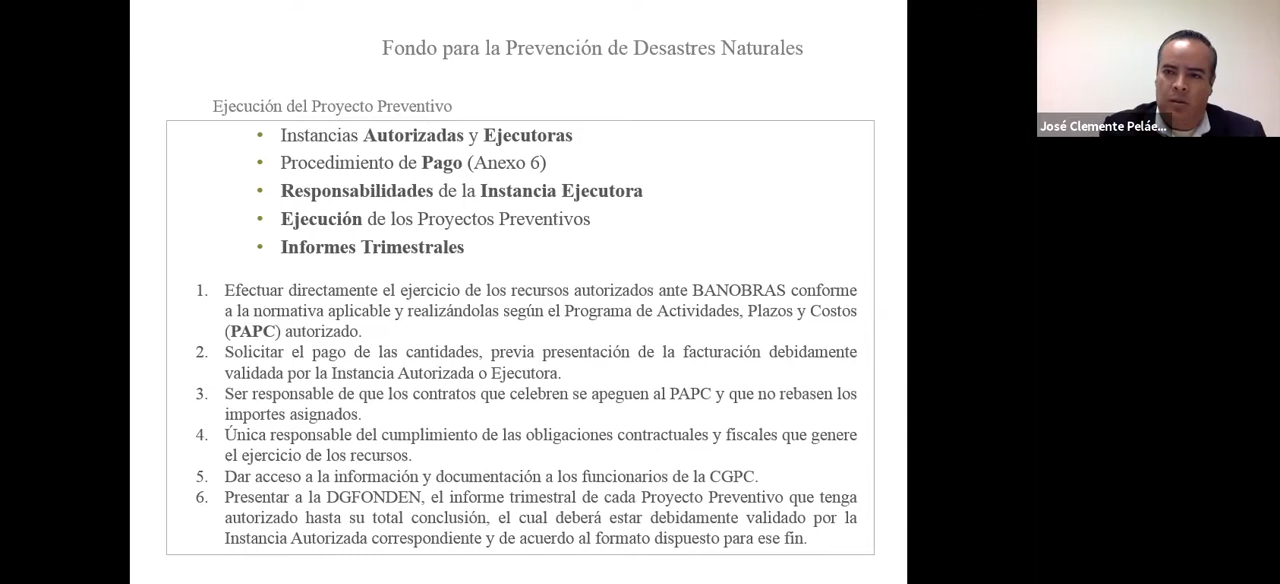 Fondo para la Prevención de Desastres Naturales
Ejecución del Proyecto Preventivo
• Instancias Autorizadas y Ejecutoras
• Procedimiento de Pago (Anexo 6)
• Responsabilidades de la Instancia Ejecutora
• Ejecución de los Proyectos Preventivos
• Informes Trimestrales
1. Efectuar directamente el ejercicio de los recursos autorizados ante BANOBRAS conforme
a la normativa aplicable y realizándolas según el Programa de Actividades, Plazos y Costos
(PAPC) autorizado.
2. Solicitar el pago de las cantidades, previa presentación de la facturación debidamente
validada por la Instancia Autorizada o Ejecutora.
3. Ser responsable de que los contratos que celebren se apeguen al PAPC y que no rebasen los
importes asignados.
4. Única responsable del cumplimiento de las obligaciones contractuales y fiscales que genere
el ejercicio de los recursos.
5. Dar acceso a la información y documentación a los funcionarios de la CGPC.
6. Presentar a la DGFONDEN, el informe trimestral de cada Proyecto Preventivo que tenga
autorizado hasta su total conclusión, el cual deberá estar debidamente validado por la
Instancia Autorizada correspondiente y de acuerdo al formato dispuesto para ese fin.
José Clemente Peláe...